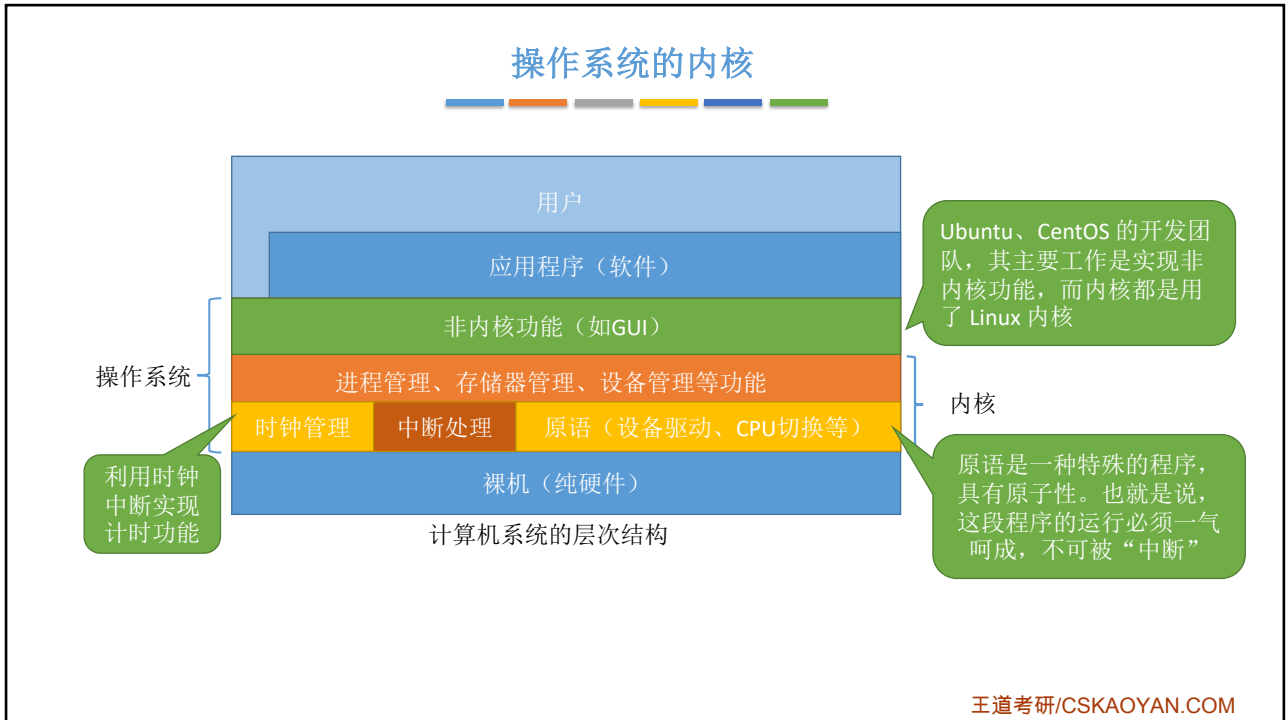 操作系统的内核
用户
应用程序（软件）
非内核功能（如GUI）
进程管理、存储器管理、设备管理等功能
时钟管理
中断处理
原语（设备驱动、CPU切换等）
裸机（纯硬件）
计算机系统的层次结构
操作系统
内核
利用时钟
中断实现
计时功能
Ubuntu、CentOS 的开发团
队，其主要工作是实现非
内核功能，而内核都是用
了 Linux 内核
原语是一种特殊的程序，
具有原子性。也就是说，
这段程序的运行必须一气
呵成，不可被“中断”
王道考研/CSKAOYAN.COM